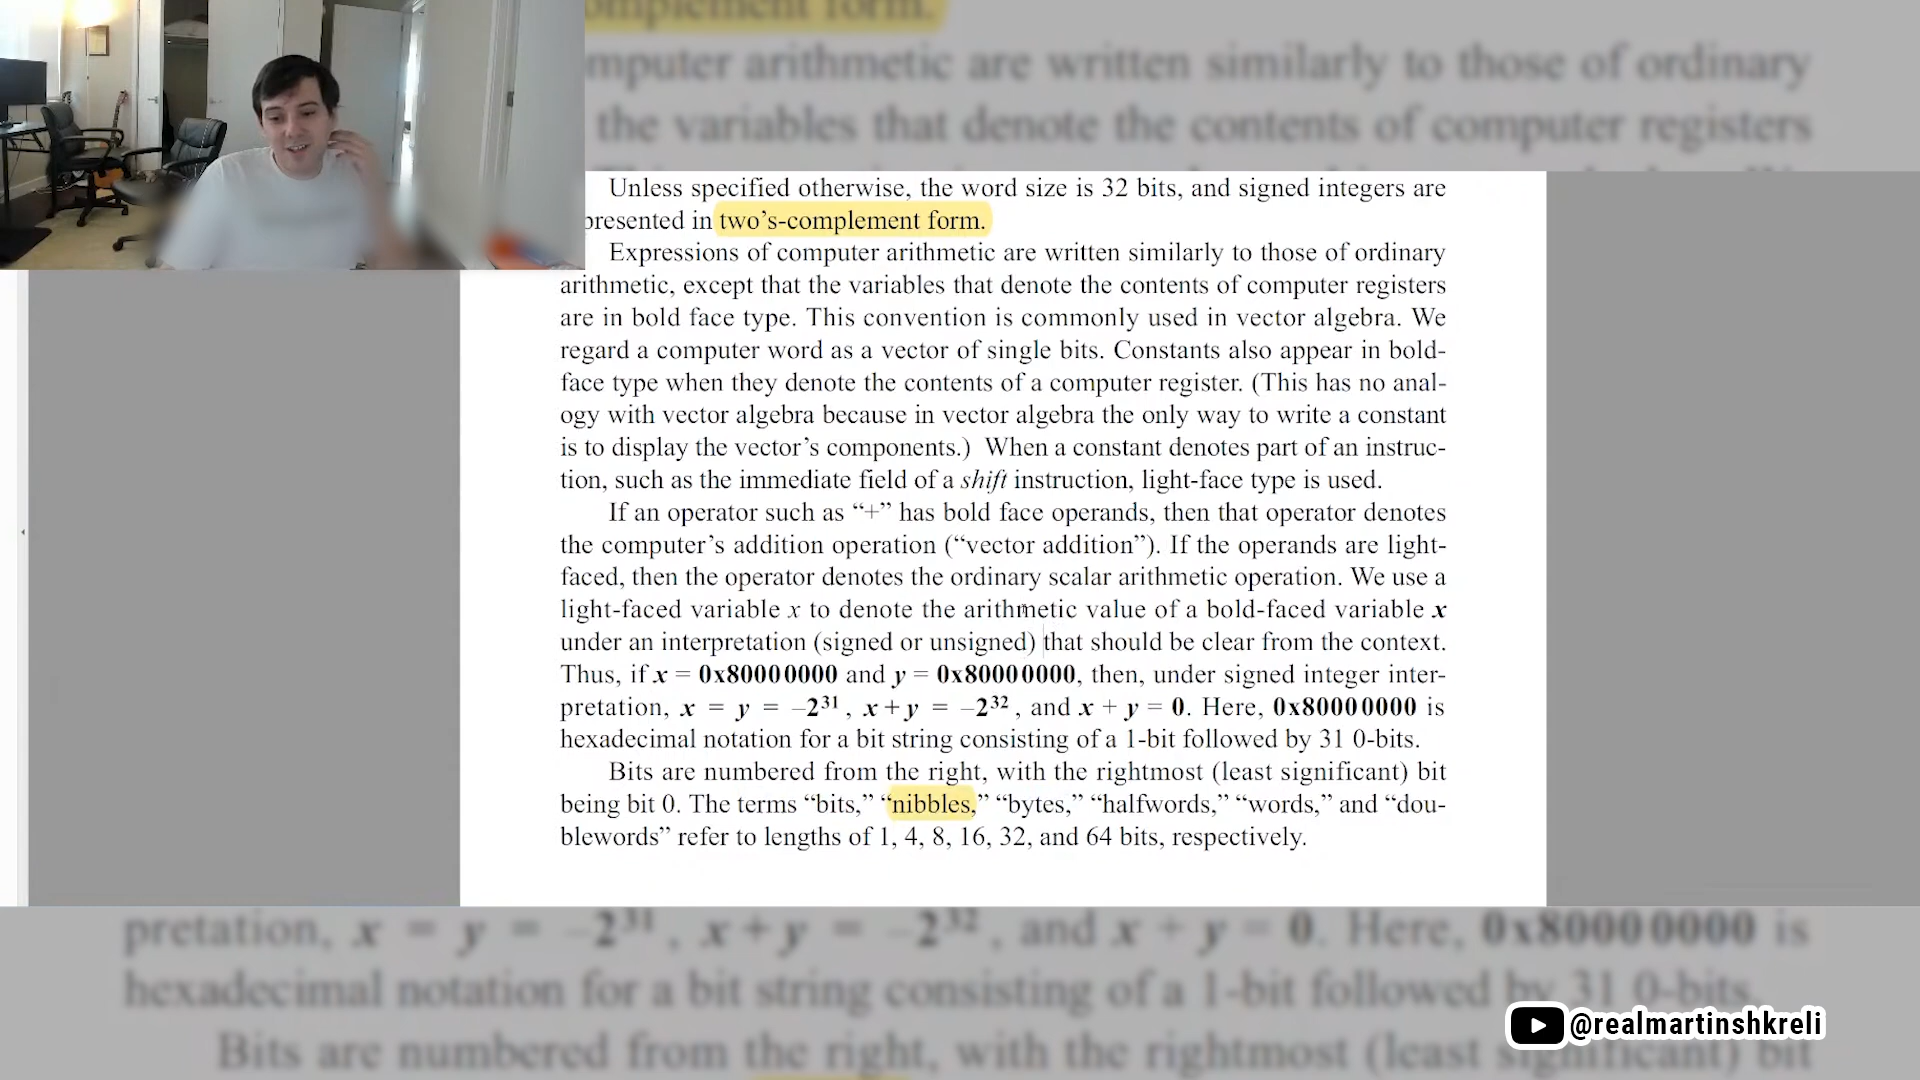 omplement form.
mputer arithmetic are written similarly to those of ordinary
the variables that denote the contents of computer registers
Unless specified otherwise, the word size is 32 bits, and signed integers are
presented in two’s-complement form.
Expressions of computer arithmetic are written similarly to those of ordinary
arithmetic, except that the variables that denote the contents of computer registers
are in bold face type. This convention is commonly used in vector algebra. We
regard a computer word as a vector of single bits. Constants also appear in bold-
face type when they denote the contents of a computer register. (This has no anal-
ogy with vector algebra because in vector algebra the only way to write a constant
is to display the vector’s components.) When a constant denotes part of an instruc-
tion, such as the immediate field of a shift instruction, light-face type is used.
If an operator such as “+” has bold face operands, then that operator denotes
the computer’s addition operation (“vector addition”). If the operands are light-
faced, then the operator denotes the ordinary scalar arithmetic operation. We use a
light-faced variable x to denote the arithmetic value of a bold-faced variable x
under an interpretation (signed or unsigned) that should be clear from the context.
Thus, if x = 0x80000000 and y = 0x80000000, then, under signed integer inter-
pretation, x = y = –2³¹, x + y = –2³², and x + y = 0. Here, 0x80000000 is
hexadecimal notation for a bit string consisting of a 1-bit followed by 31 0-bits.
Bits are numbered from the right, with the rightmost (least significant) bit
being bit 0. The terms “bits,” “nibbles,” “bytes,” “halfwords,” “words,” and “dou-
blewords” refer to lengths of 1, 4, 8, 16, 32, and 64 bits, respectively.
pretation, x = y = –2³¹, x + y = –2³², and x + y = 0. Here, 0x80000000 is
hexadecimal notation for a bit string consisting of a 1-bit followed by 31 0-bits.
Bits are numbered from the right, with the rightmost (least significant) bit
@realmartinshkreli